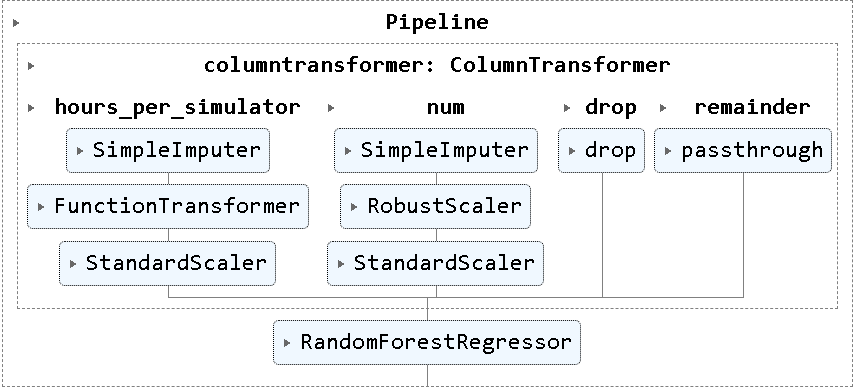 Pipeline
columntransformer: ColumnTransformer
hours_per_simulator num drop remainder
SimpleImputer SimpleImputer drop passthrough
FunctionTransformer RobustScaler
StandardScaler StandardScaler
RandomForestRegressor